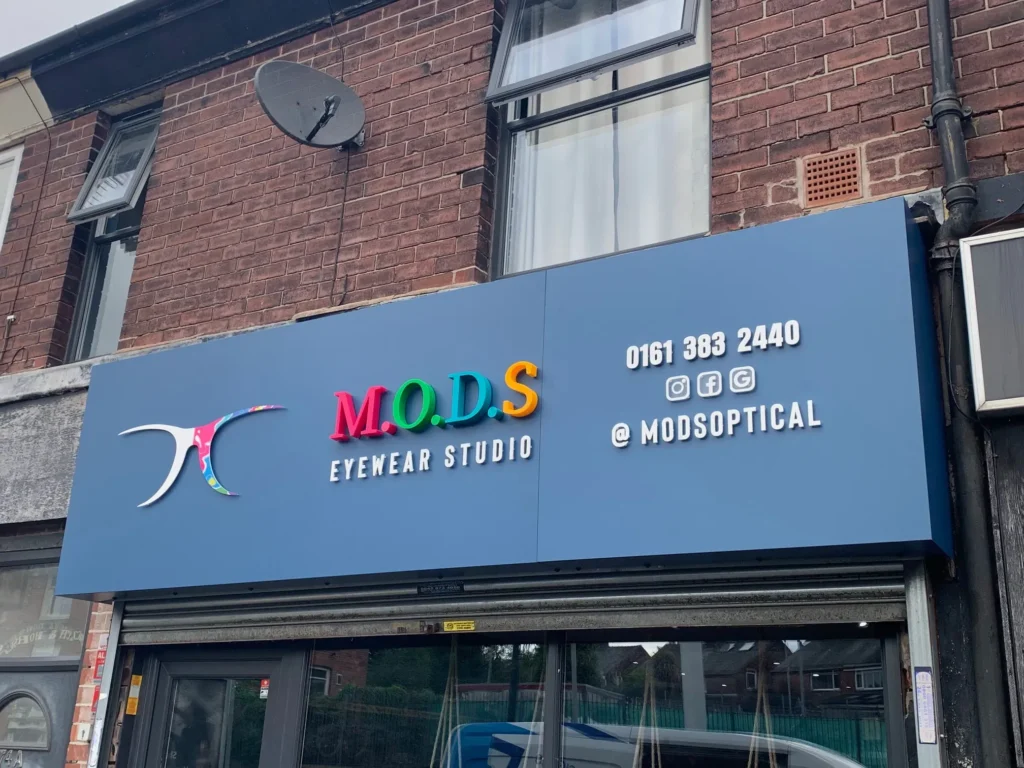 M.O.D.S
EYEWEAR STUDIO
0161 383 2440
@ MODSOPTICAL